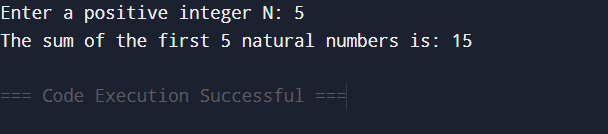 Enter a positive integer N: 5
The sum of the first 5 natural numbers is: 15
=== Code Execution Successful ===